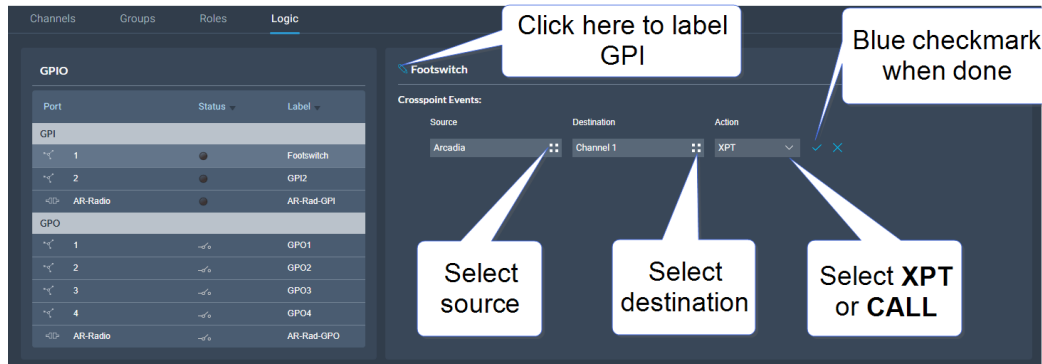 Channels Groups Roles Logic
Click here to label
GPI
Blue checkmark
when done
GPIO
Footswitch
Port Status Label
Crosspoint Events:
Source Destination Action
GPI
Arcadia Channel 1 XPT
1 Footswitch
2 GPI2
AR-Radio AR-Rad-GPI
GPO
1 GPO1
2 GPO2
3 GPO3
4 GPO4
AR-Radio AR-Rad-GPO
Select
source
Select
destination
Select XPT
or CALL